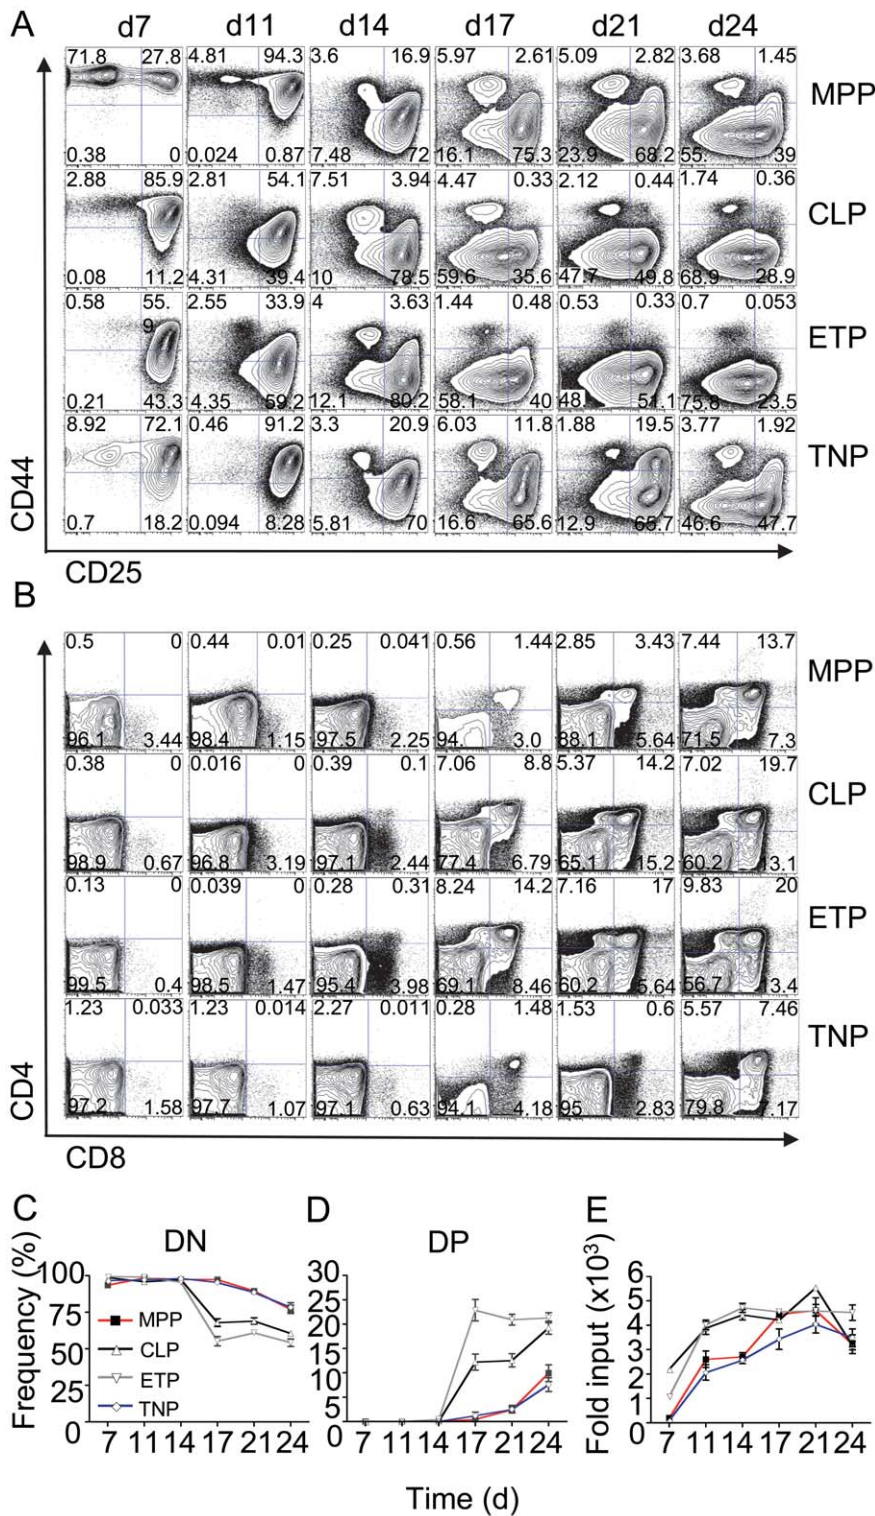 A
d7 d11 d14 d17 d21 d24
71.8 27.8 4.81 94.3 3.6 16.9 5.97 2.61 5.09 2.82 3.68 1.45
MPP
0.38 0 0.024 0.87 7.48 72 16.1 75.3 23.9 68.2 55. 39
2.88 85.9 2.81 54.1 7.51 3.94 4.47 0.33 2.12 0.44 1.74 0.36
CLP
0.08 11.2 4.31 39.4 10 78.5 59.6 35.6 47.7 49.8 68.9 28.9
0.58 55. 2.55 33.9 4 3.63 1.44 0.48 0.53 0.33 0.7 0.053
9
ETP
0.21 43.3 4.35 59.2 12.1 80.2 58.1 40 48. 51.1 75.8 23.5
8.92 72.1 0.46 91.2 3.3 20.9 6.03 11.8 1.88 19.5 3.77 1.92
TNP
0.7 18.2 0.094 8.28 5.81 70 16.6 65.6 12.9 65.7 46.6 47.7
CD44
CD25
B
0.5 0 0.44 0.01 0.25 0.041 0.56 1.44 2.85 3.43 7.44 13.7
MPP
96.1 3.44 98.4 1.15 97.5 2.25 94. 3.0 88.1 5.64 71.5 7.3
0.38 0 0.016 0 0.39 0.1 7.06 8.8 5.37 14.2 7.02 19.7
CLP
98.9 0.67 96.8 3.19 97.1 2.44 77.4 6.79 65.1 15.2 60.2 13.1
0.13 0 0.039 0 0.28 0.31 8.24 14.2 7.16 17 9.83 20
ETP
99.5 0.4 98.5 1.47 95.4 3.98 69.1 8.46 60.2 5.64 56.7 13.4
1.23 0.033 1.23 0.014 2.27 0.011 0.28 1.48 1.53 0.6 5.57 7.46
TNP
97.2 1.58 97.7 1.07 97.1 0.63 94.1 4.18 95 2.83 79.8 7.17
CD4
CD8
C
DN
Frequency (%)
100
75
50
25
0
MPP
CLP
ETP
TNP
7 11 14 17 21 24
D
DP
30
25
20
15
10
5
0
7 11 14 17 21 24
E
Fold input (x10³)
6
5
4
3
2
1
0
7 11 14 17 21 24
Time (d)